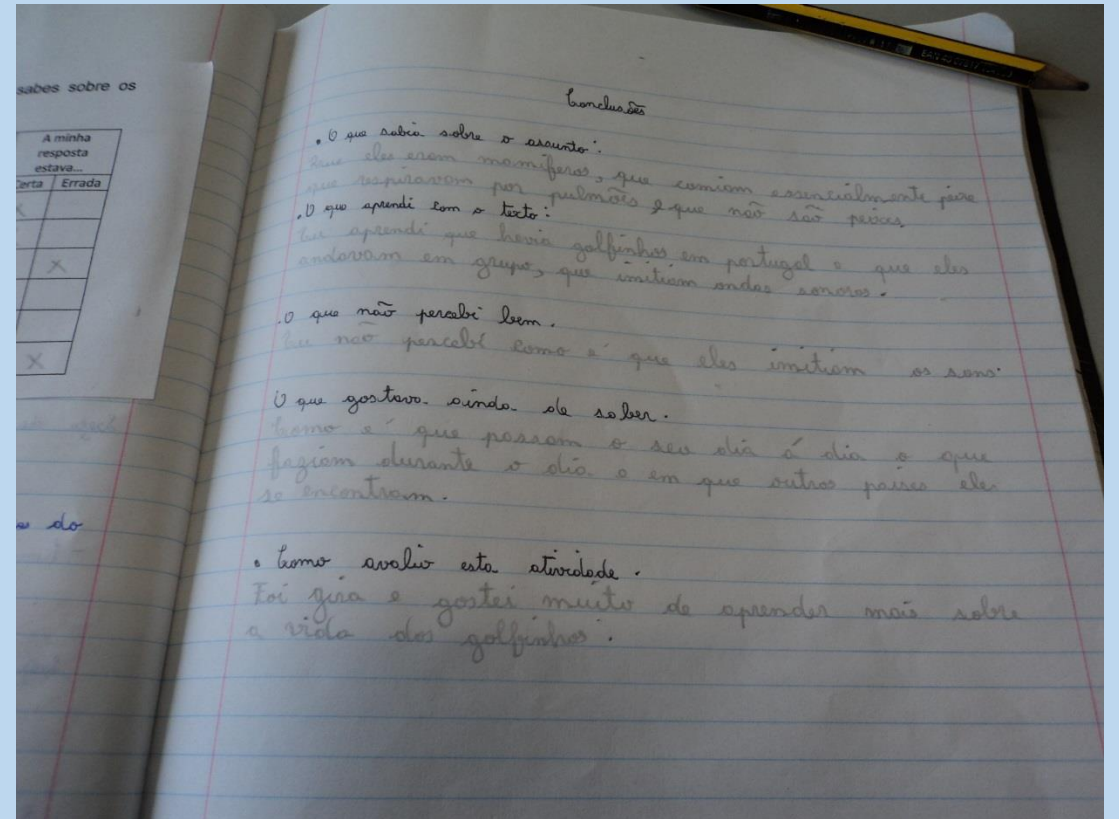 sabes sobre os
A minha
resposta
estava...
Certa Errada
X
X
do
Conclusões
. O que sabia sobre o assunto:
Que eles eram mamíferos, que comiam essencialmente peixe
que respiravam por pulmões e que não são peixes.
. O que aprendi com o texto:
Eu aprendi que havia golfinhos em portugal e que eles
andavam em grupo, que imitiam ondas sonoras.
. O que não percebi bem.
Eu não percebi como é que eles imitiam os sons.
O que gostava ainda de saber.
Como é que passam o seu dia á dia o que
faziam durante o dia e em que outros países eles
se encontram.
. Como avalio esta atividade.
Foi gira e gostei muito de aprender mais sobre
a vida dos golfinhos.